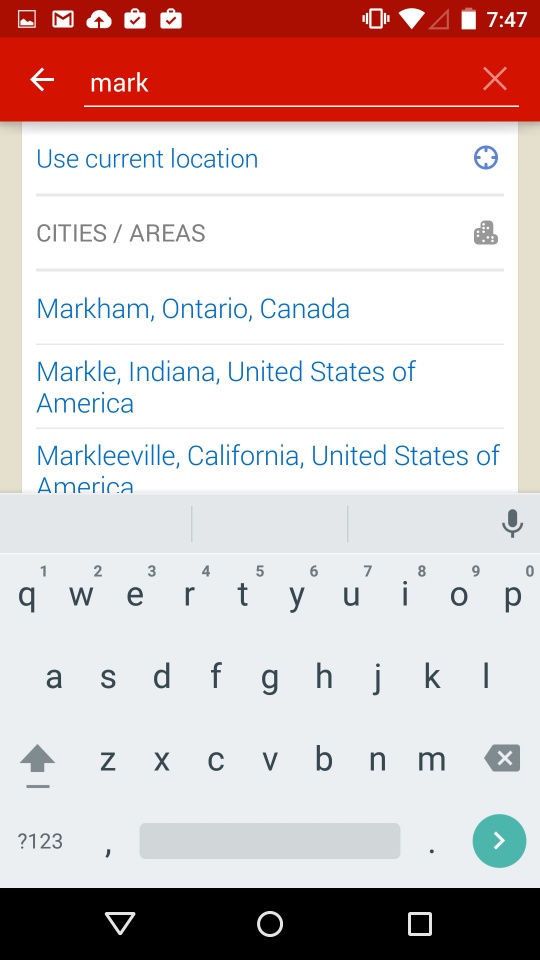 7:47
mark
Use current location
CITIES / AREAS
Markham, Ontario, Canada
Markle, Indiana, United States of
America
Markleeville, California, United States of
America
1 2 3 4 5 6 7 8 9 0
q w e r t y u i o p
a s d f g h j k l
z x c v b n m
?123 , .